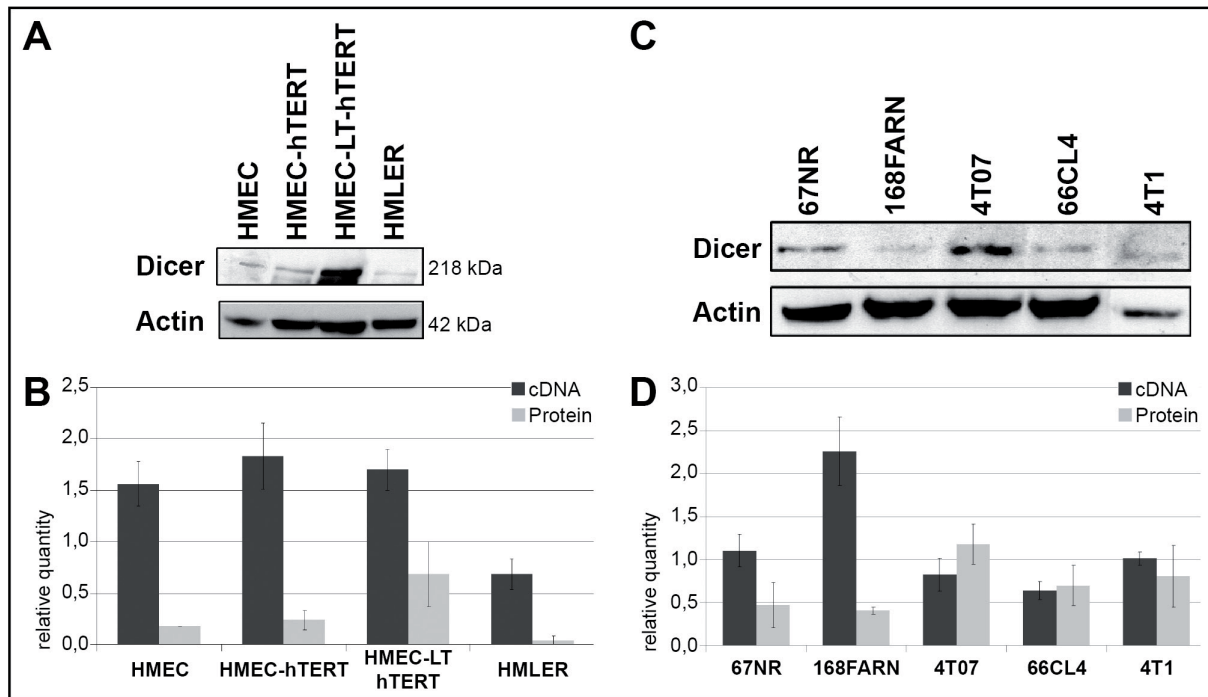 A
HMEC
HMEC-hTERT
HMEC-LT-hTERT
HMLER
Dicer
218 kDa
Actin
42 kDa
B
2,5
2,0
1,5
1,0
0,5
0,0
relative quantity
cDNA
Protein
HMEC
HMEC-hTERT
HMEC-LT
hTERT
HMLER
C
67NR
168FARN
4T07
66CL4
4T1
Dicer
Actin
D
3,0
2,5
2,0
1,5
1,0
0,5
0,0
relative quantity
cDNA
Protein
67NR
168FARN
4T07
66CL4
4T1